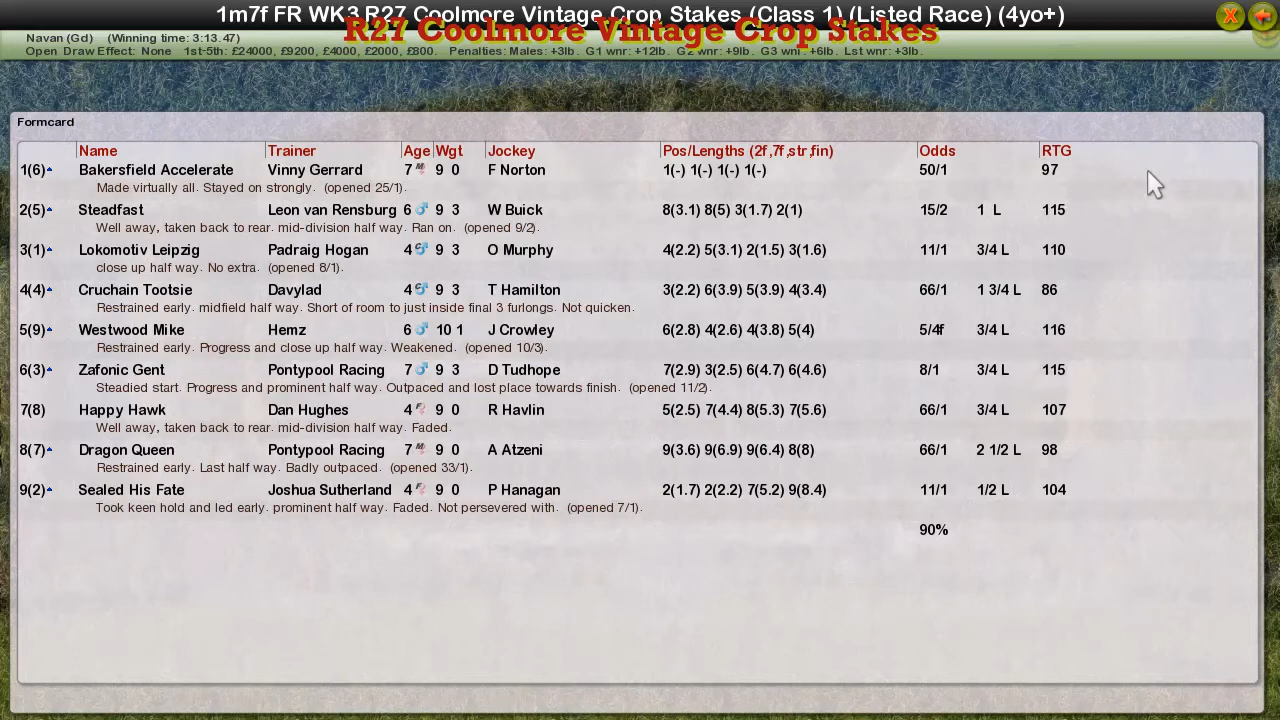 1m7f FR WK3 R27 Coolmore Vintage Crop Stakes (Class 1) (Listed Race) (4yo+)
R27 Coolmore Vintage Crop Stakes
Navan (Gd) (Winning time: 3:13.47)
Open Draw Effect: None 1st-5th: £24000, £9200, £4000, £2000, £800. Penalties: Males: +3lb. G1 wnr: +12lb. G2 wnr: +9lb. G3 wnr: +6lb. Lst wnr: +3lb.
Formcard
Name Trainer Age Wgt Jockey Pos/Lengths (2f,7f,str,fin) Odds RTG
1(6) Bakersfield Accelerate Vinny Gerrard 7 M 9 0 F Norton 1(-) 1(-) 1(-) 1(-) 50/1 97
Made virtually all. Stayed on strongly. (opened 25/1).
2(5) Steadfast Leon van Rensburg 6 9 3 W Buick 8(3.1) 8(5) 3(1.7) 2(1) 15/2 1 L 115
Well away, taken back to rear. mid-division half way. Ran on. (opened 9/2).
3(1) Lokomotiv Leipzig Padraig Hogan 4 9 3 O Murphy 4(2.2) 5(3.1) 2(1.5) 3(1.6) 11/1 3/4 L 110
close up half way. No extra. (opened 8/1).
4(4) Cruchain Tootsie Davylad 4 9 3 T Hamilton 3(2.2) 6(3.9) 5(3.9) 4(3.4) 66/1 1 3/4 L 86
Restrained early. midfield half way. Short of room to just inside final 3 furlongs. Not quicken.
5(9) Westwood Mike Hemz 6 10 1 J Crowley 6(2.8) 4(2.6) 4(3.8) 5(4) 5/4f 3/4 L 116
Restrained early. Progress and close up half way. Weakened. (opened 10/3).
6(3) Zafonic Gent Pontypool Racing 7 9 3 D Tudhope 7(2.9) 3(2.5) 6(4.7) 6(4.6) 8/1 3/4 L 115
Steadied start. Progress and prominent half way. Outpaced and lost place towards finish. (opened 11/2).
7(8) Happy Hawk Dan Hughes 4 9 0 R Havlin 5(2.5) 7(4.4) 8(5.3) 7(5.6) 66/1 3/4 L 107
Well away, taken back to rear. mid-division half way. Faded.
8(7) Dragon Queen Pontypool Racing 7 M 9 0 A Atzeni 9(3.6) 9(6.9) 9(6.4) 8(8) 66/1 2 1/2 L 98
Restrained early. Last half way. Badly outpaced. (opened 33/1).
9(2) Sealed His Fate Joshua Sutherland 4 9 0 P Hanagan 2(1.7) 2(2.2) 7(5.2) 9(8.4) 11/1 1/2 L 104
Took keen hold and led early. prominent half way. Faded. Not persevered with. (opened 7/1).
90%